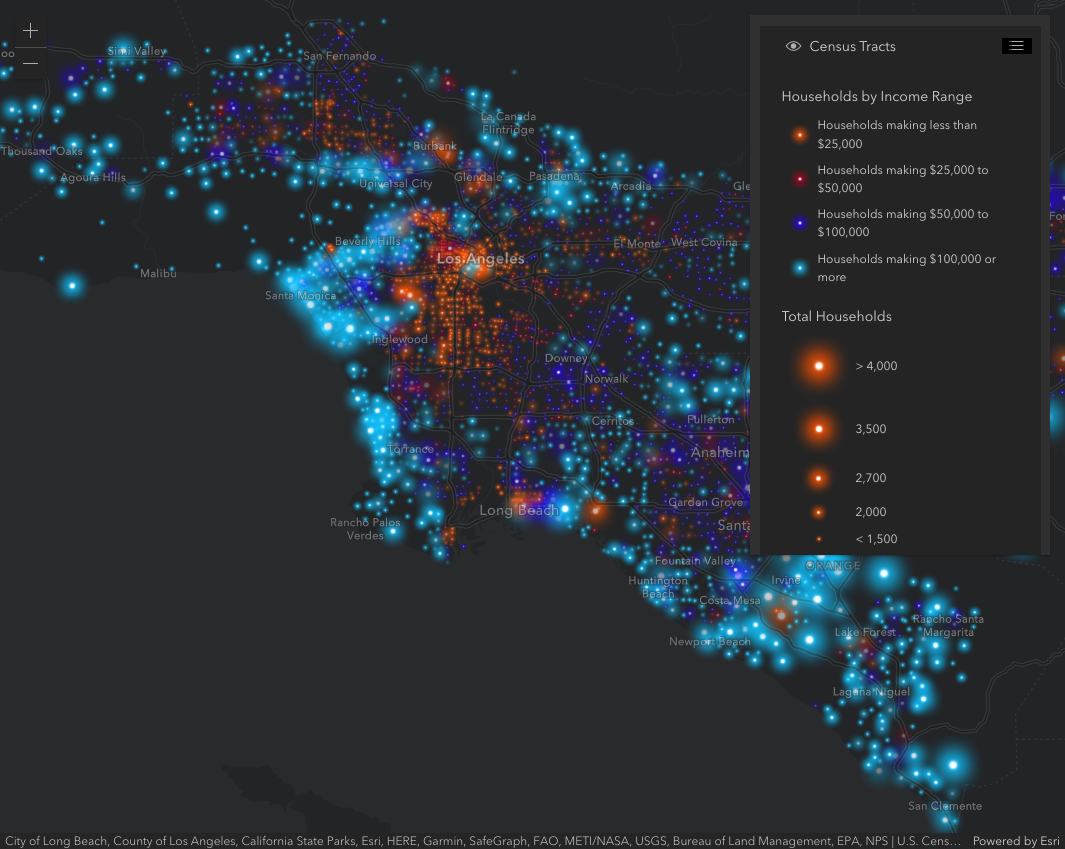 +
−
Simi Valley
San Fernando
La Canada
Flintridge
Burbank
Thousand Oaks
Agoura Hills
Universal City
Glendale
Pasadena
Arcadia
Gle
Beverly Hills
El Monte
West Covina
Los Angeles
Malibu
Santa Monica
Inglewood
Downey
Norwalk
Cerritos
Fullerton
Torrance
Anaheim
Long Beach
Garden Grove
Rancho Palos
Verdes
Santa
Fountain Valley
ORANGE
Huntington
Beach
Irvine
Costa Mesa
Newport Beach
Lake Forest
Rancho Santa
Margarita
Laguna Niguel
San Clemente
Census Tracts
Households by Income Range
Households making less than
$25,000
Households making $25,000 to
$50,000
Households making $50,000 to
$100,000
Households making $100,000 or
more
Total Households
> 4,000
3,500
2,700
2,000
< 1,500
City of Long Beach, County of Los Angeles, California State Parks, Esri, HERE, Garmin, SafeGraph, FAO, METI/NASA, USGS, Bureau of Land Management, EPA, NPS | U.S. Cens…
Powered by Esri